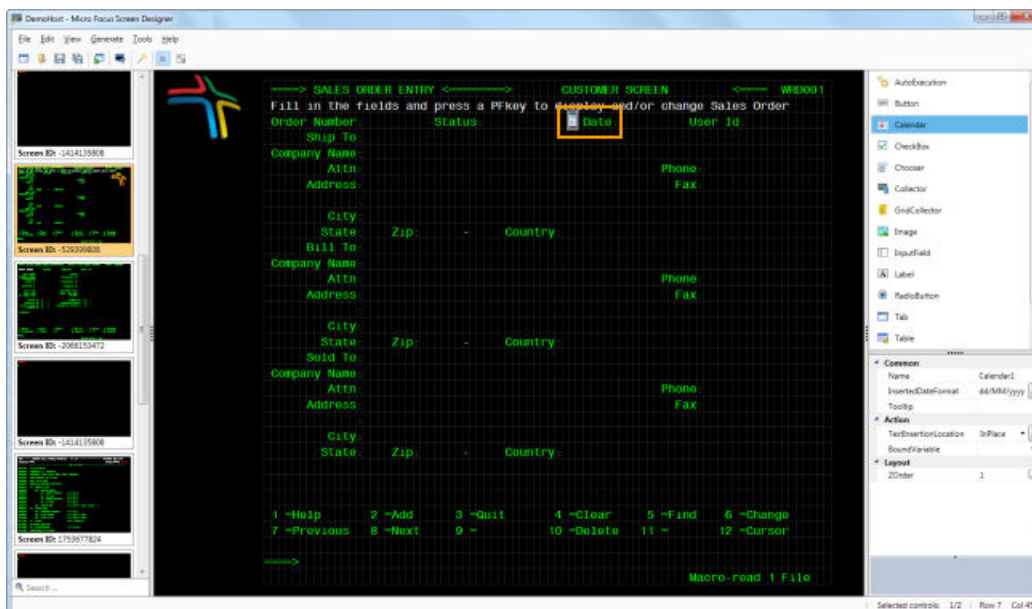 DemoHost - Micro Focus Screen Designer
File Edit View Generate Tools Help
Screen ID: -1414135808
Screen ID: -529399808
Screen ID: -2066153472
Screen ID: -1414135808
Screen ID: 1753677824
Search...
----> SALES ORDER ENTRY <--------> CUSTOMER SCREEN <---- WRD001
Fill in the fields and press a PFkey to display and/or change Sales Order
Order Number: Status: Date: User Id:
Ship To:
Company Name:
Attn: Phone:
Address: Fax:
:
City:
State: Zip: - Country:
Bill To:
Company Name:
Attn: Phone:
Address: Fax:
:
City:
State: Zip: - Country:
Sold To:
Company Name:
Attn: Phone:
Address: Fax:
:
City:
State: Zip: - Country:
1 =Help 2 =Add 3 =Quit 4 =Clear 5 =Find 6 =Change
7 =Previous 8 =Next 9 = 10 =Delete 11 = 12 =Cursor
====>
Macro-read 1 File
AutoExecution
Button
Calendar
CheckBox
Chooser
Collector
GridCollector
Image
InputField
Label
RadioButton
Tab
Table
Common
Name Calendar1
InsertedDateFormat dd/MM/yyyy
Tooltip
Action
TextInsertionLocation InPlace
BoundVariable
Layout
ZOrder 1
Selected controls: 1/2 Row 7 Col 45